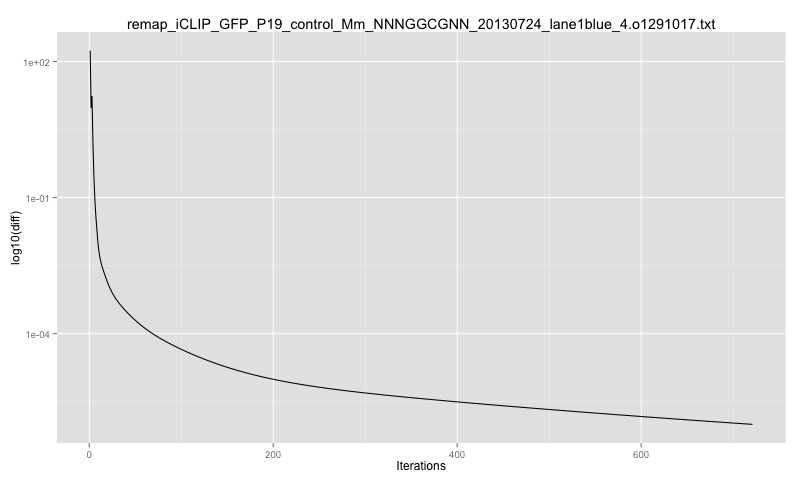 remap_iCLIP_GFP_P19_control_Mm_NNNGGCGNN_20130724_lane1blue_4.o1291017.txt
1e+02
1e-01
1e-04
log10(diff)
0 200 400 600
Iterations